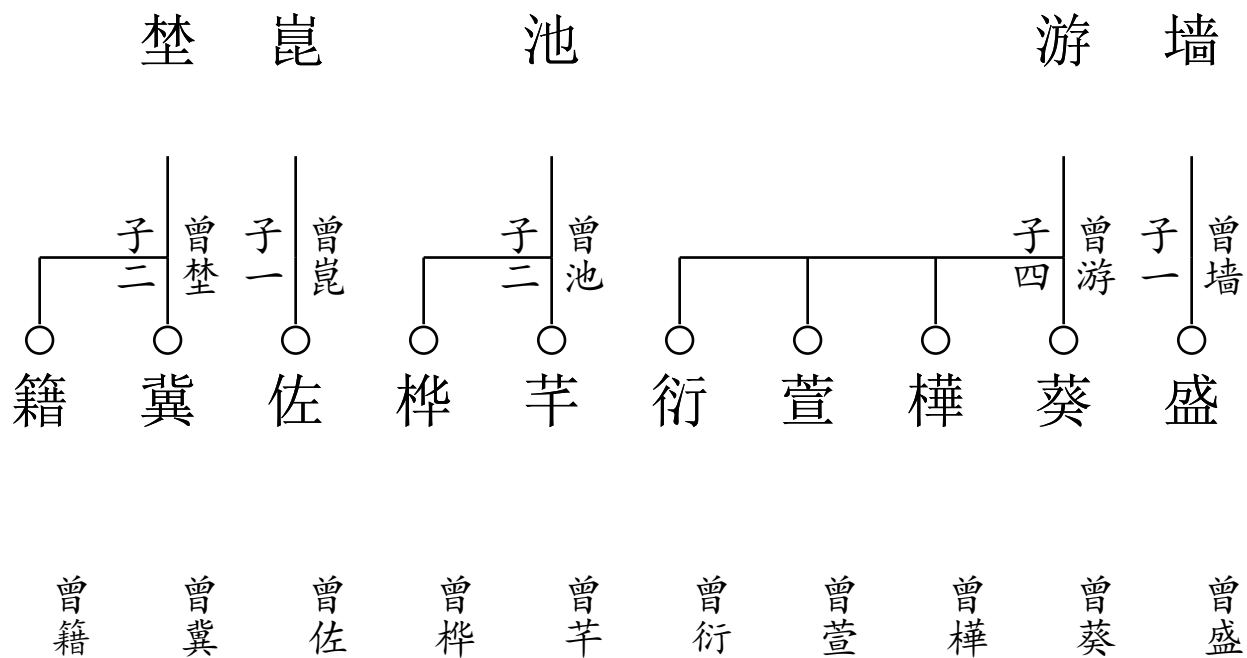 墙
游
池
崑
埜
曾墙
子一
曾游
子四
曾池
子二
曾崑
子一
曾埜
子二
盛
葵
樺
萱
衍
芊
桦
佐
冀
籍
曾盛
曾葵
曾樺
曾萱
曾衍
曾芊
曾桦
曾佐
曾冀
曾籍